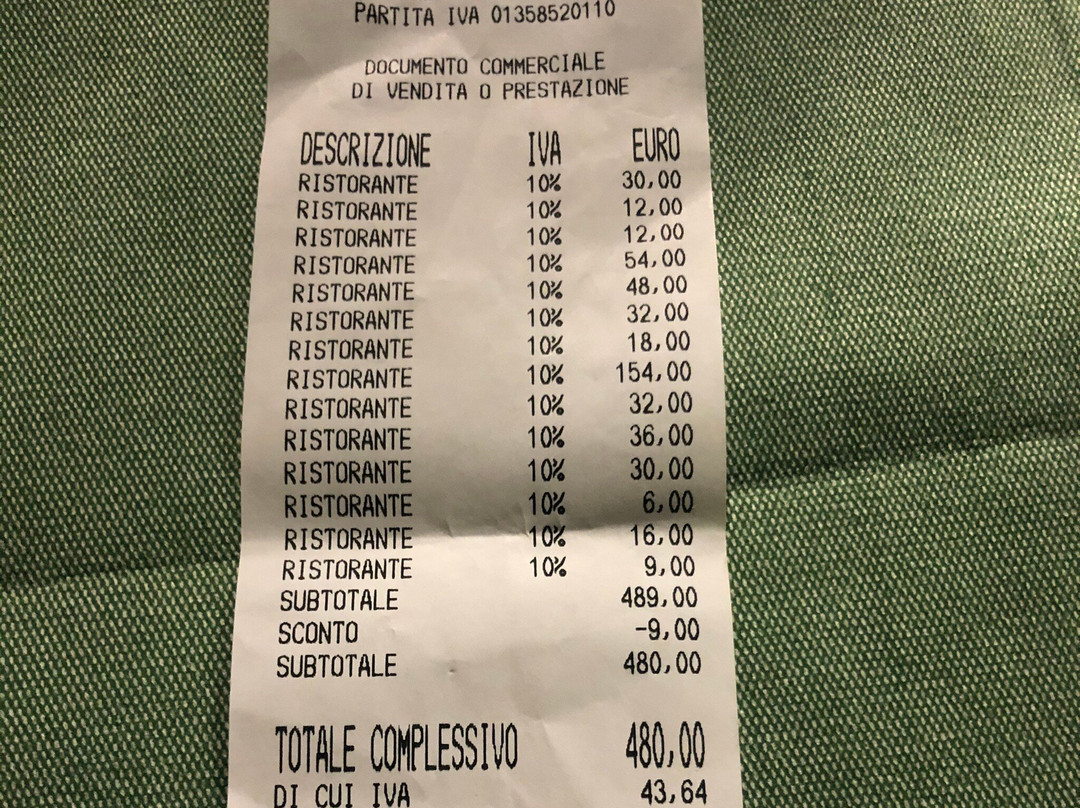 PARTITA IVA 01358520110
DOCUMENTO COMMERCIALE
DI VENDITA O PRESTAZIONE
DESCRIZIONE IVA EURO
RISTORANTE 10% 30,00
RISTORANTE 10% 12,00
RISTORANTE 10% 12,00
RISTORANTE 10% 54,00
RISTORANTE 10% 48,00
RISTORANTE 10% 32,00
RISTORANTE 10% 18,00
RISTORANTE 10% 154,00
RISTORANTE 10% 32,00
RISTORANTE 10% 36,00
RISTORANTE 10% 30,00
RISTORANTE 10% 6,00
RISTORANTE 10% 16,00
RISTORANTE 10% 9,00
SUBTOTALE 489,00
SCONTO -9,00
SUBTOTALE 480,00
TOTALE COMPLESSIVO 480,00
DI CUI IVA 43,64